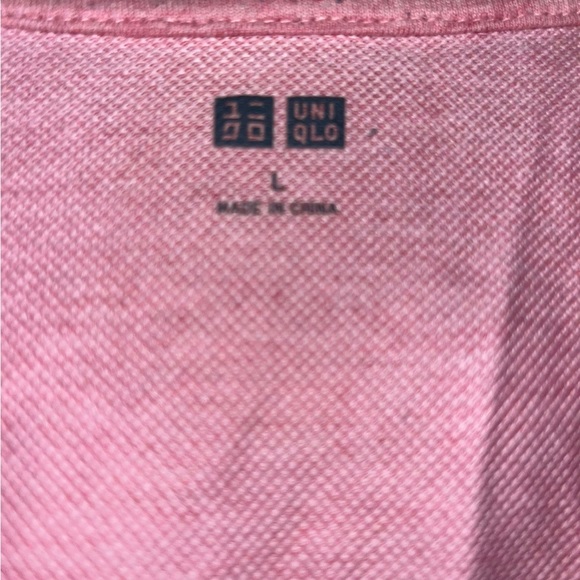 ユニ UNI
クロ QLO
L
MADE IN CHINA